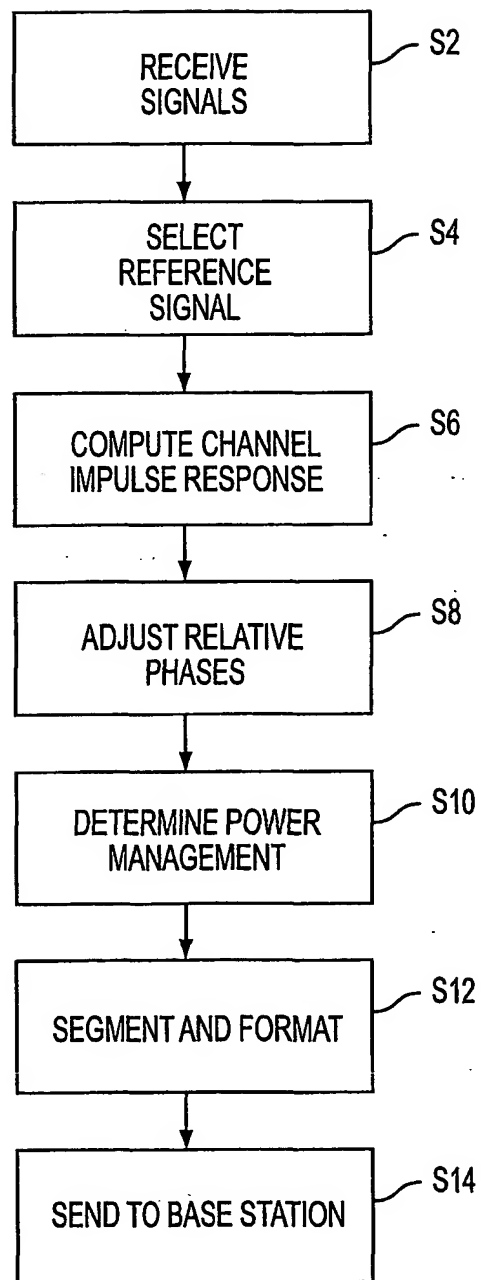 RECEIVE
SIGNALS
S2
SELECT
REFERENCE
SIGNAL
S4
COMPUTE CHANNEL
IMPULSE RESPONSE
S6
ADJUST RELATIVE
PHASES
S8
DETERMINE POWER
MANAGEMENT
S10
SEGMENT AND FORMAT
S12
SEND TO BASE STATION
S14